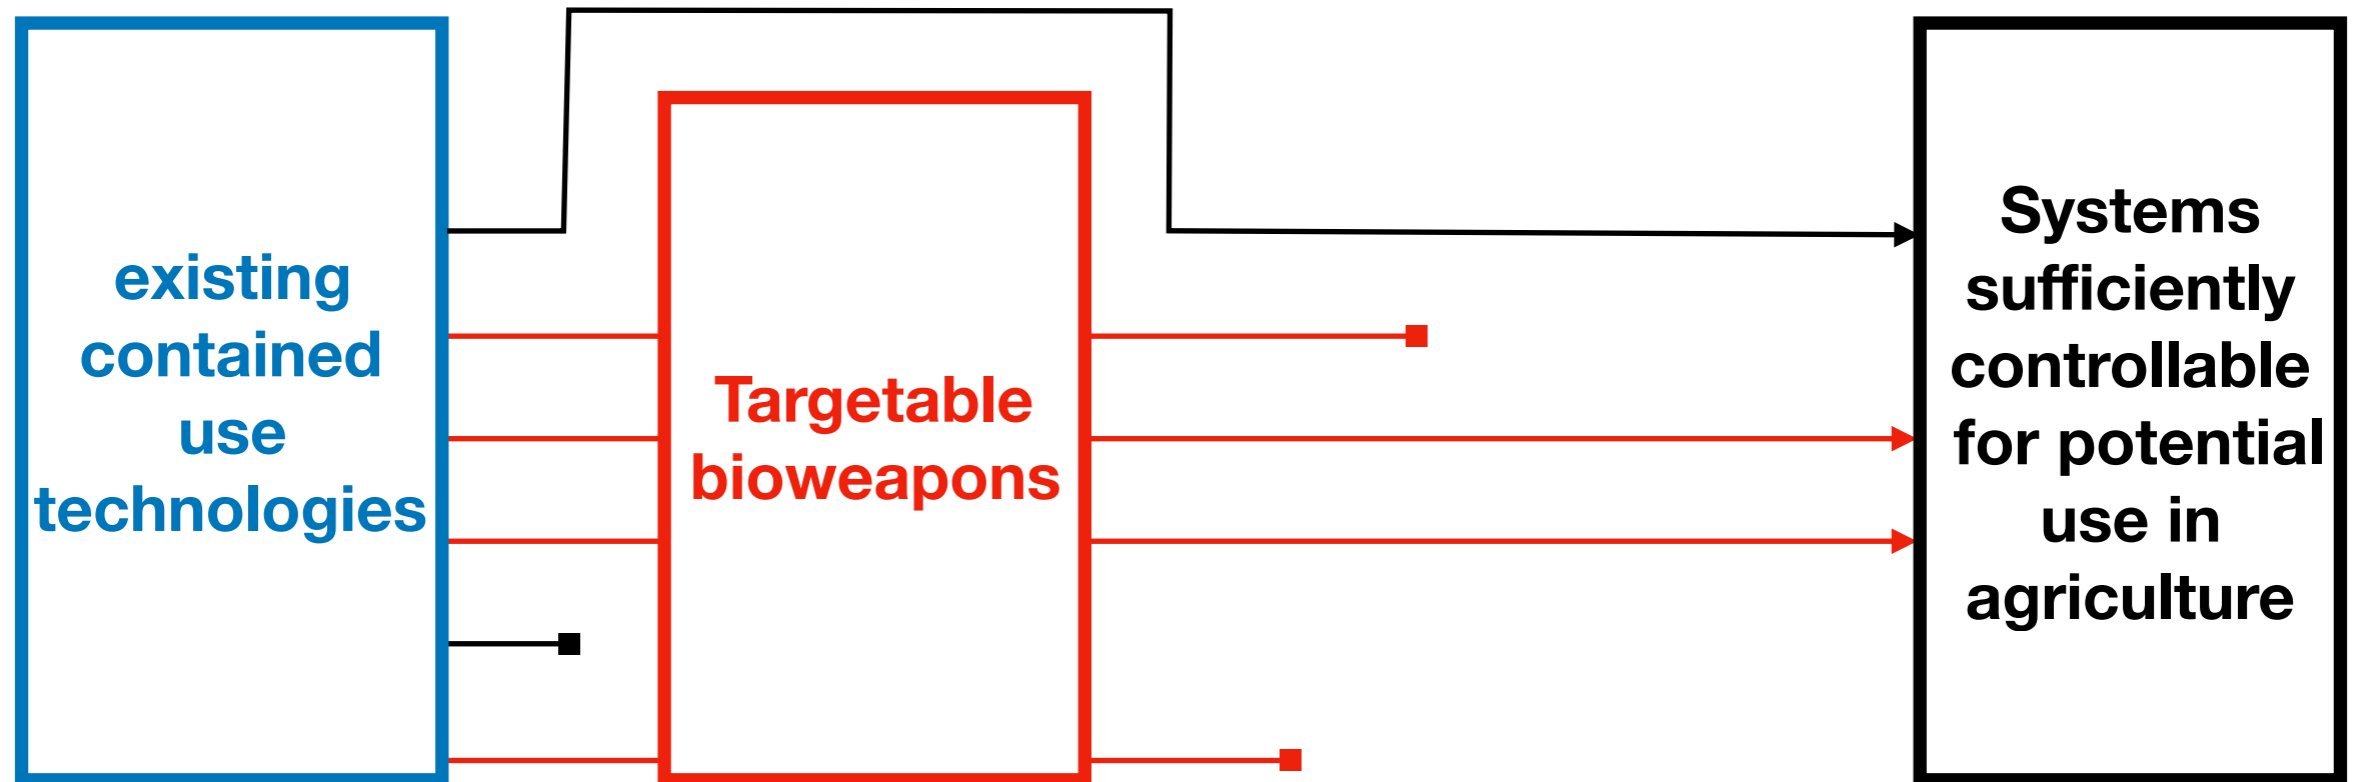 existing
contained
use
technologies
Targetable
bioweapons
Systems
sufficiently
controllable
for potential
use in
agriculture